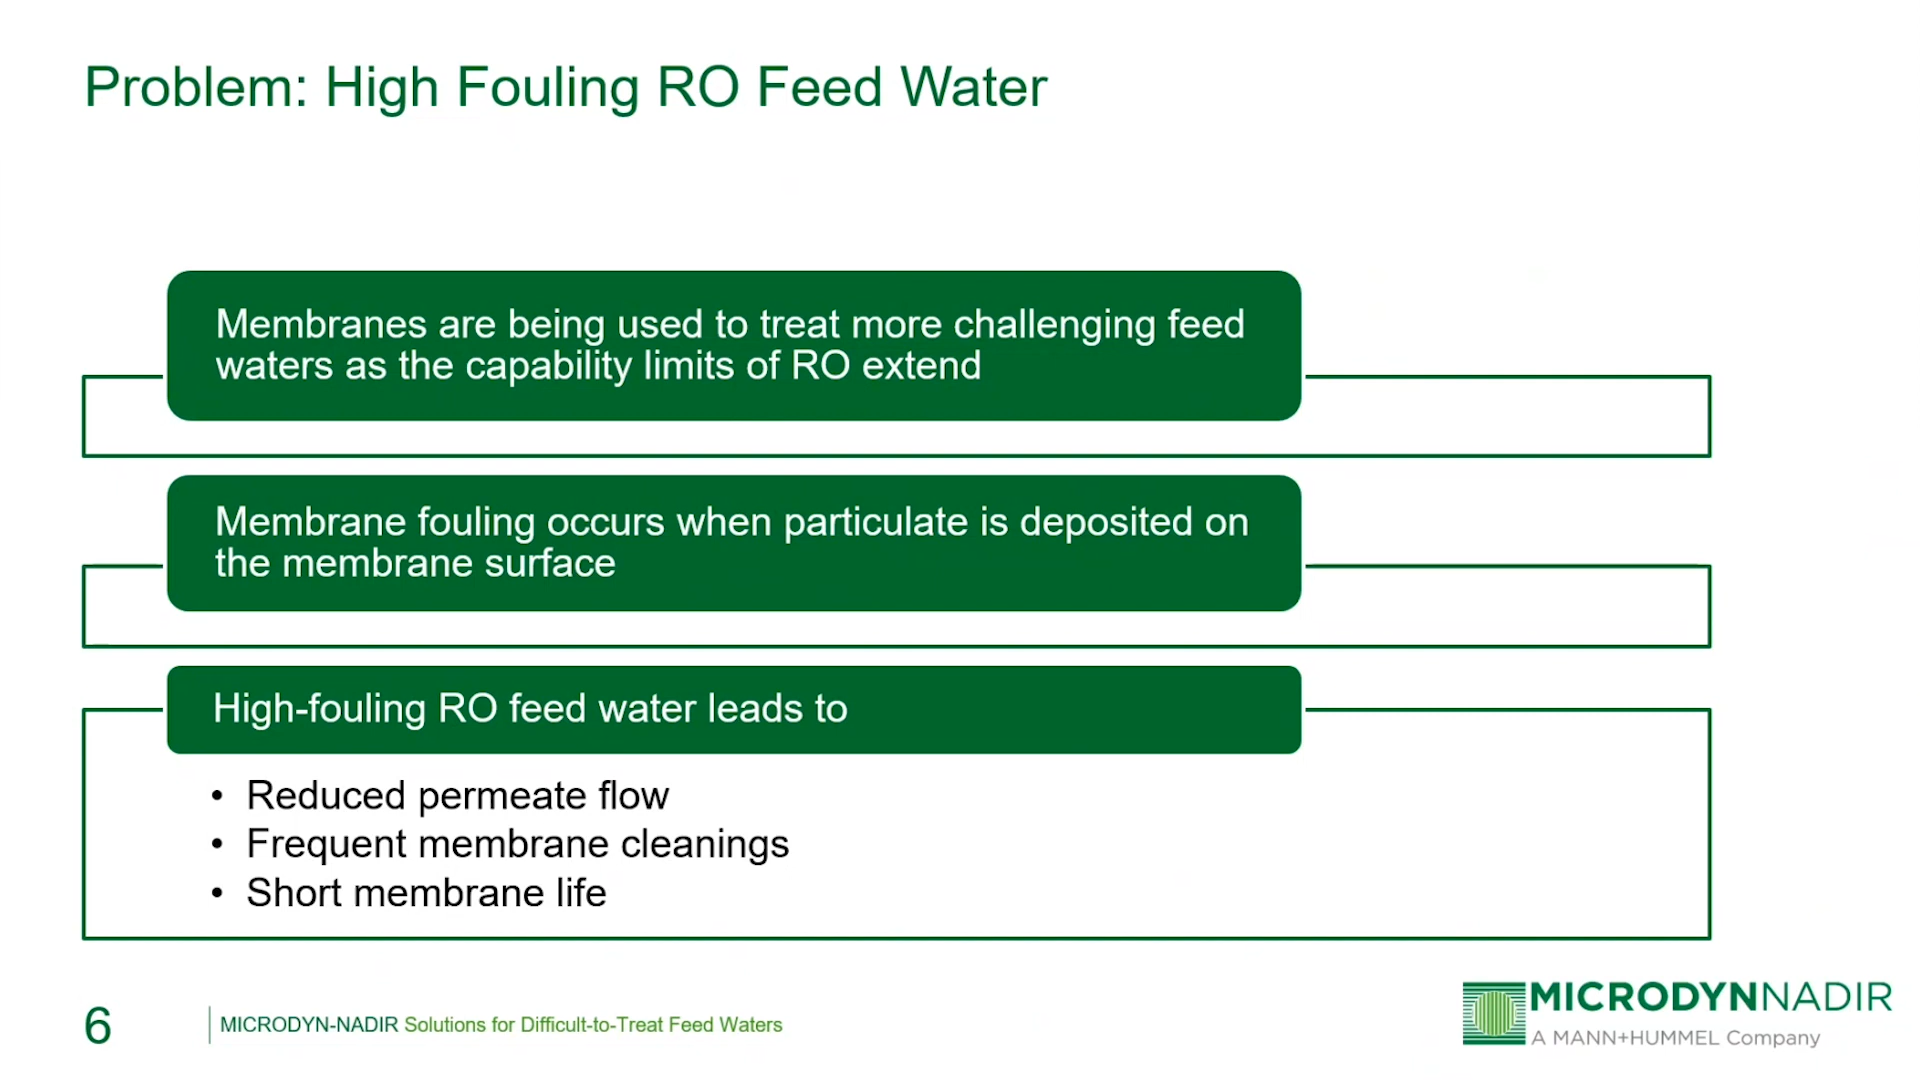 Problem: High Fouling RO Feed Water
Membranes are being used to treat more challenging feed
waters as the capability limits of RO extend
Membrane fouling occurs when particulate is deposited on
the membrane surface
High-fouling RO feed water leads to
• Reduced permeate flow
• Frequent membrane cleanings
• Short membrane life
6
MICRODYN-NADIR Solutions for Difficult-to-Treat Feed Waters
MICRODYNNADIR
A MANN+HUMMEL Company